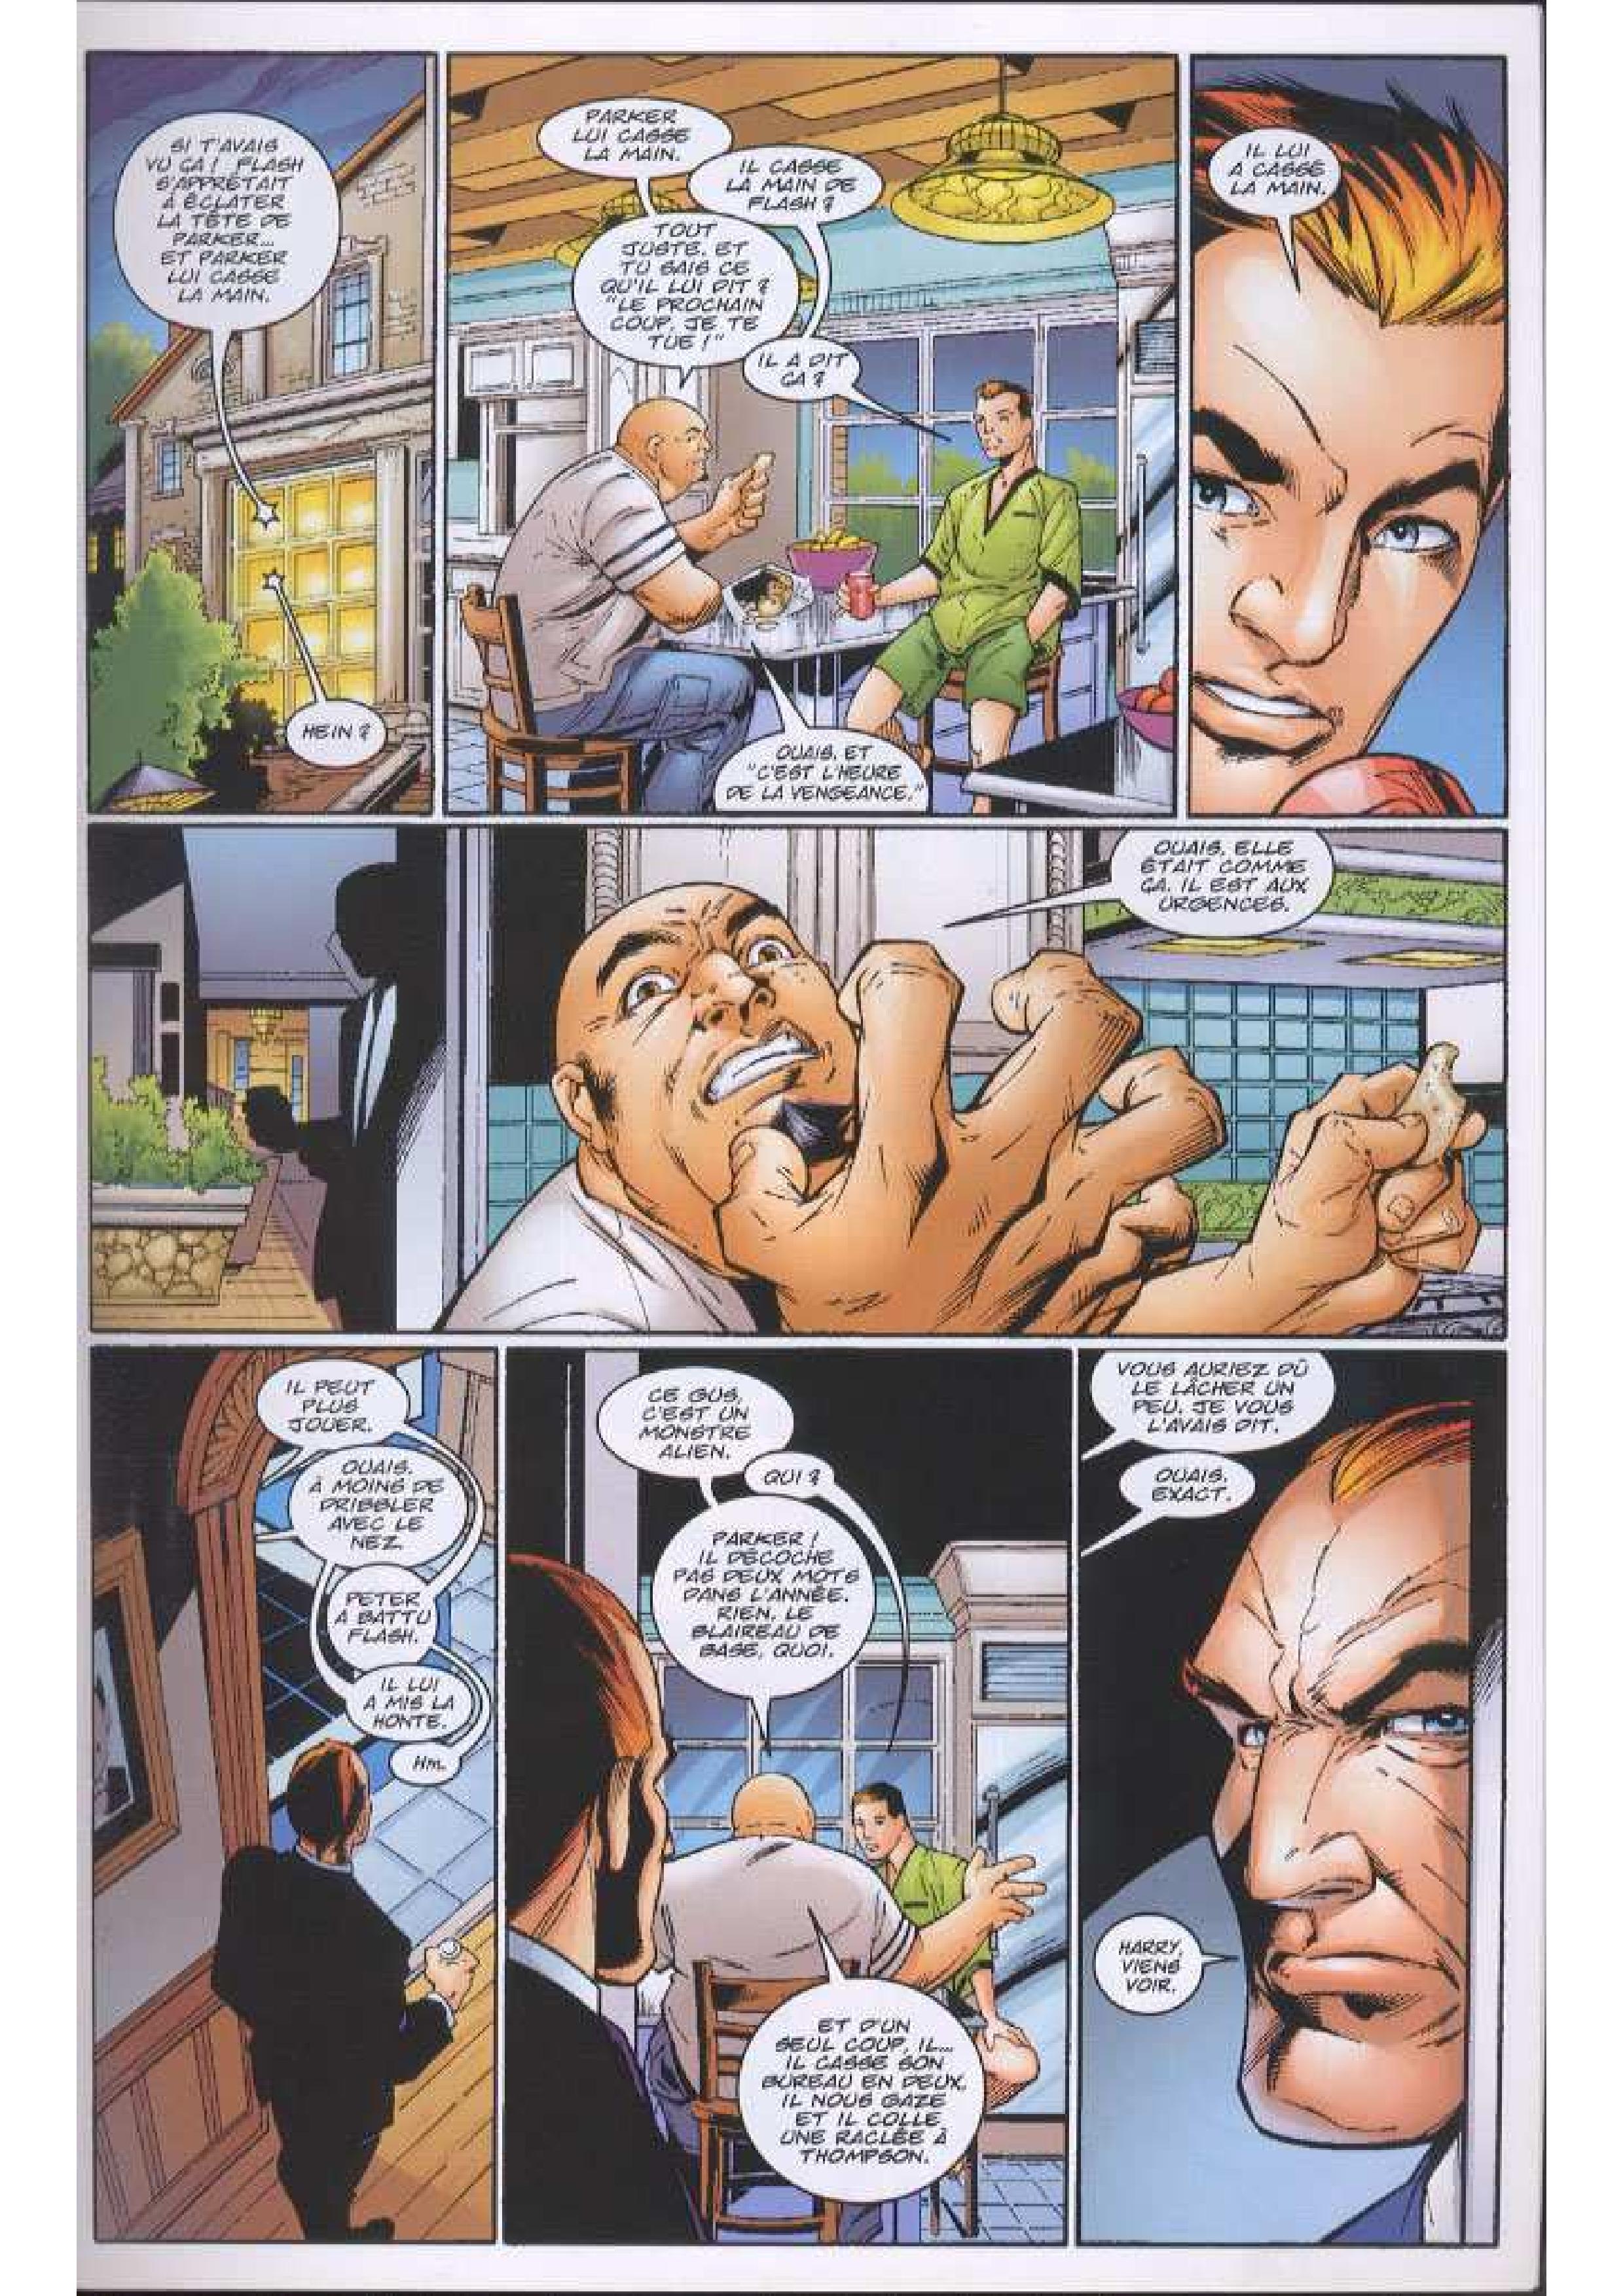 SI T'AVAIS
VU ÇA ! FLASH
S'APPRÊTAIT
À ÉCLATER
LA TÊTE DE
PARKER...
ET PARKER
LUI CASSE
LA MAIN.
HEIN ?
PARKER
LUI CASSE
LA MAIN.
IL CASSE
LA MAIN DE
FLASH ?
TOUT
JUSTE. ET
TU SAIS CE
QU'IL LUI DIT ?
"LE PROCHAIN
COUP, JE TE
TUE !"
IL A DIT
ÇA ?
OUAIS. ET
"C'EST L'HEURE
DE LA VENGEANCE."
IL LUI
A CASSÉ
LA MAIN.
OUAIS. ELLE
ÉTAIT COMME
ÇA. IL EST AUX
URGENCES.
IL PEUT
PLUS
JOUER.
OUAIS.
À MOINS DE
DRIBBLER
AVEC LE
NEZ.
PETER
A BATTU
FLASH.
IL LUI
A MIS LA
HONTE.
Hm.
CE GUS,
C'EST UN
MONSTRE
ALIEN.
QUI ?
PARKER !
IL DÉCOCHE
PAS DEUX MOTS
DANS L'ANNÉE.
RIEN. LE
BLAIREAU DE
BASE, QUOI.
ET D'UN
SEUL COUP, IL...
IL CASSE SON
BUREAU EN DEUX,
IL NOUS GAZE
ET IL COLLE
UNE RACLÉE À
THOMPSON.
VOUS AURIEZ DÛ
LE LÂCHER UN
PEU. JE VOUS
L'AVAIS DIT.
OUAIS.
EXACT.
HARRY,
VIENS
VOIR.